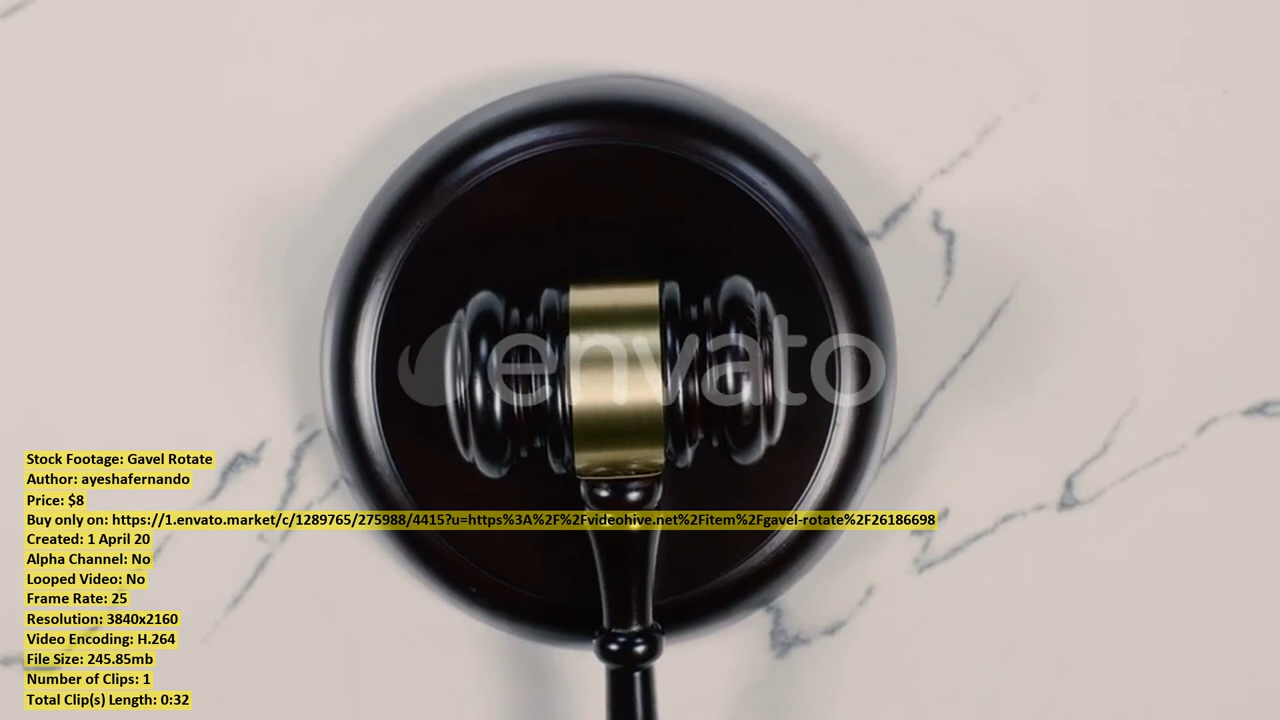 envato
Stock Footage: Gavel Rotate
Author: ayeshafernando
Price: $8
Buy only on: https://1.envato.market/c/1289765/275988/4415?u=https%3A%2F%2Fvideohive.net%2Fitem%2Fgavel-rotate%2F26186698
Created: 1 April 20
Alpha Channel: No
Looped Video: No
Frame Rate: 25
Resolution: 3840x2160
Video Encoding: H.264
File Size: 245.85mb
Number of Clips: 1
Total Clip(s) Length: 0:32